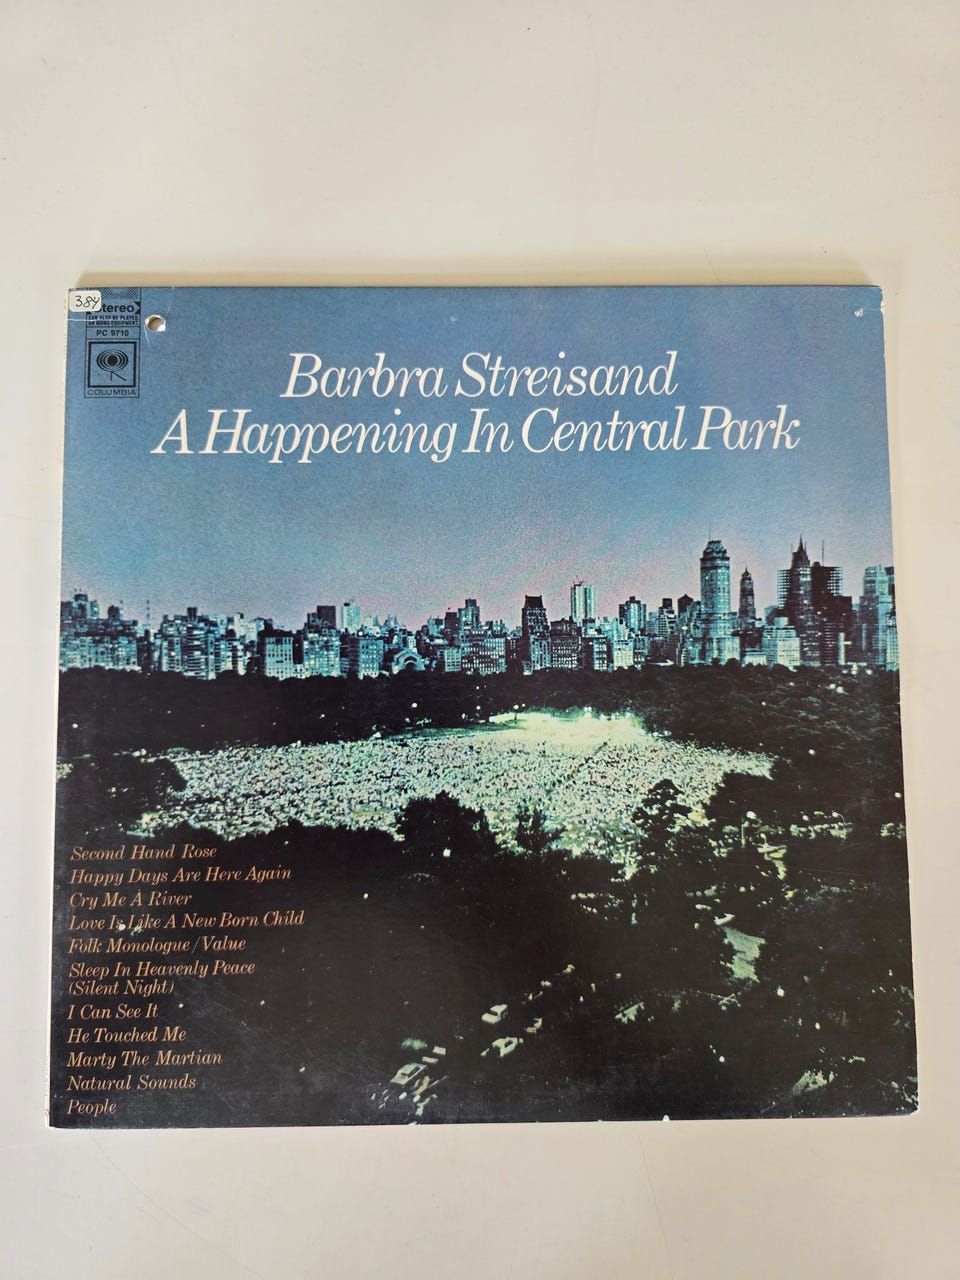 384
Stereo
CAN ALSO BE PLAYED
ON MONO EQUIPMENT
PC 9710
COLUMBIA
Barbra Streisand
A Happening In Central Park
Second Hand Rose
Happy Days Are Here Again
Cry Me A River
Love Is Like A New Born Child
Folk Monologue/Value
Sleep In Heavenly Peace
(Silent Night)
I Can See It
He Touched Me
Marty The Martian
Natural Sounds
People